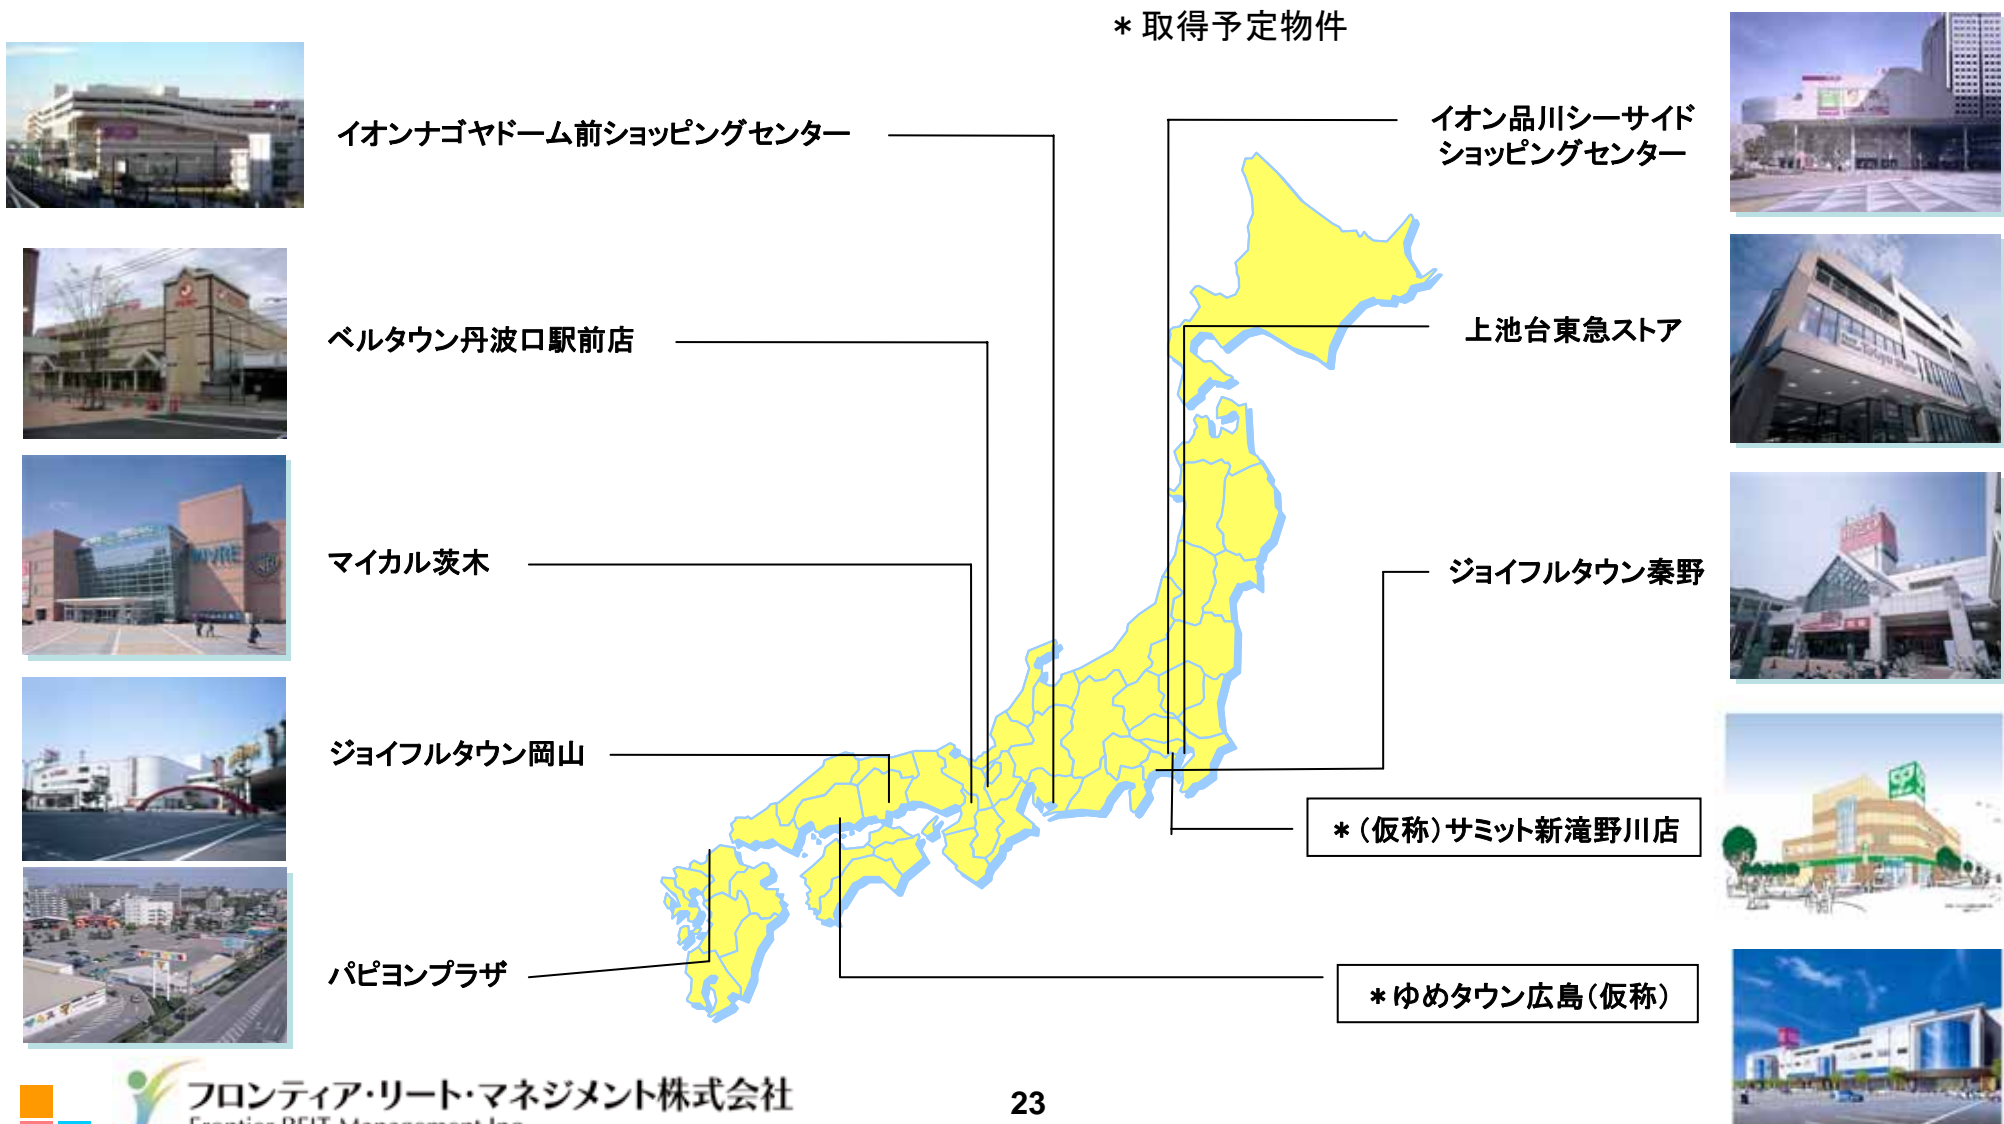 ＊取得予定物件
イオンナゴヤドーム前ショッピングセンター
イオン品川シーサイド
ショッピングセンター
ベルタウン丹波口駅前店
上池台東急ストア
マイカル茨木
ジョイフルタウン秦野
ジョイフルタウン岡山
＊（仮称）サミット新滝野川店
パピヨンプラザ
＊ゆめタウン広島（仮称）
フロンティア・リート・マネジメント株式会社
Frontier REIT Management Inc.
23